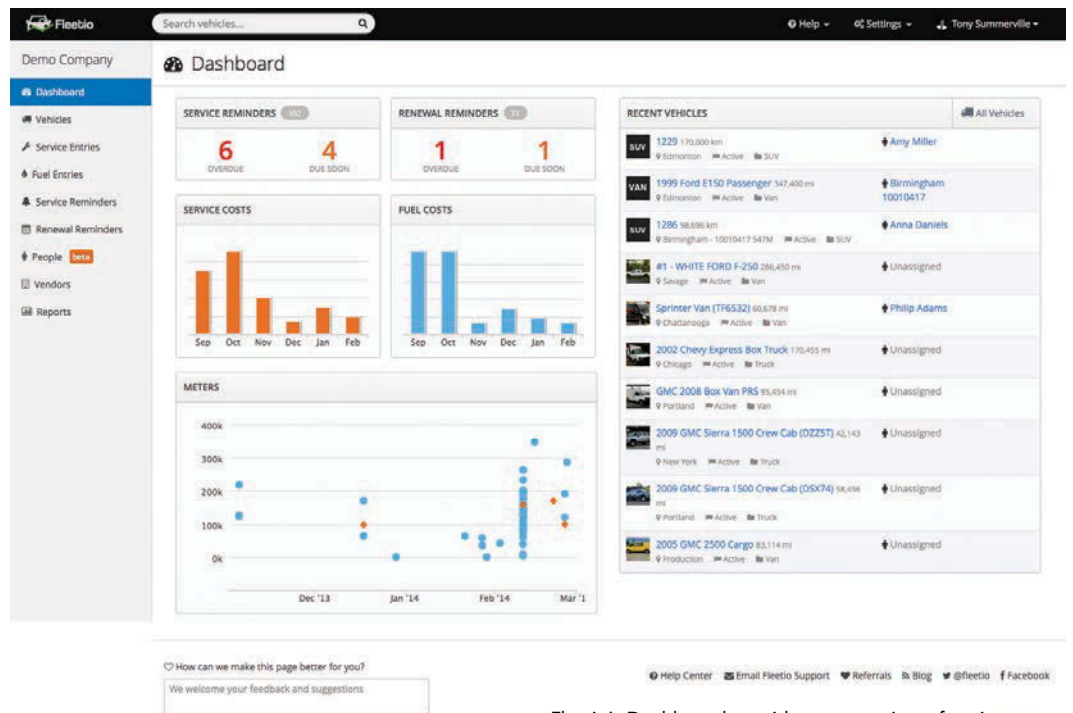 Fleetio
Search vehicles...
Help
Settings
Tony Summerville
Demo Company
Dashboard
Vehicles
Service Entries
Fuel Entries
Service Reminders
Renewal Reminders
People beta
Vendors
Reports
Dashboard
SERVICE REMINDERS
6
OVERDUE
4
DUE SOON
RENEWAL REMINDERS
1
OVERDUE
1
DUE SOON
SERVICE COSTS
Sep Oct Nov Dec Jan Feb
FUEL COSTS
Sep Oct Nov Dec Jan Feb
METERS
400k
300k
200k
100k
0k
Dec '13 Jan '14 Feb '14 Mar '1
RECENT VEHICLES
All Vehicles
1229 170,000 km
Edmonton Active SUV
Amy Miller
1999 Ford E150 Passenger 347,400 mi
Edmonton Active Van
Birmingham
10010417
1286 98,696 km
Birmingham - 10010417 547M Active SUV
Anna Daniels
#1 - WHITE FORD F-250 286,450 mi
Savage Active Van
Unassigned
Sprinter Van (TF6532) 60,678 mi
Chattanooga Active Van
Philip Adams
2002 Chevy Express Box Truck 170,455 mi
Chicago Active Truck
Unassigned
GMC 2008 Box Van PRS 95,454 mi
Portland Active Van
Unassigned
2009 GMC Sierra 1500 Crew Cab (DZZST) 42,143
mi
New York Active Truck
Unassigned
2009 GMC Sierra 1500 Crew Cab (DSX74) 58,456
mi
Portland Active Truck
Unassigned
2005 GMC 2500 Cargo 83,114 mi
Production Active Van
Unassigned
SUV
VAN
SUV
How can we make this page better for you?
We welcome your feedback and suggestions
Help Center Email Fleetio Support Referrals Blog @fleetio Facebook